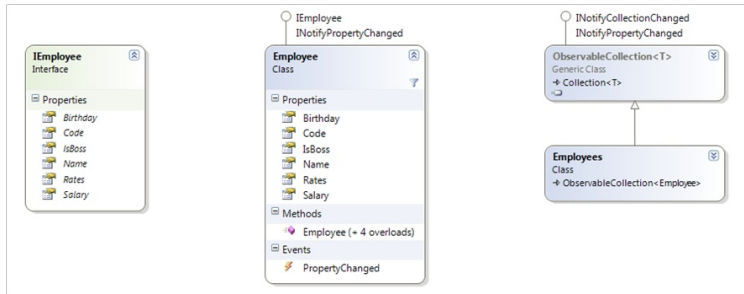 IEmployee
Interface
Properties
Birthday
Code
IsBoss
Name
Rates
Salary
IEmployee
INotifyPropertyChanged
Employee
Class
Properties
Birthday
Code
IsBoss
Name
Rates
Salary
Methods
Employee (+ 4 overloads)
Events
PropertyChanged
INotifyCollectionChanged
INotifyPropertyChanged
ObservableCollection<T>
Generic Class
Collection<T>
Employees
Class
ObservableCollection<Employee>